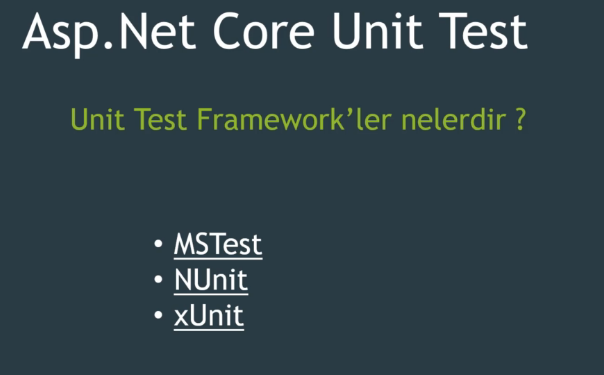 Asp.Net Core Unit Test
Unit Test Framework’ler nelerdir ?
• MSTest
• NUnit
• xUnit